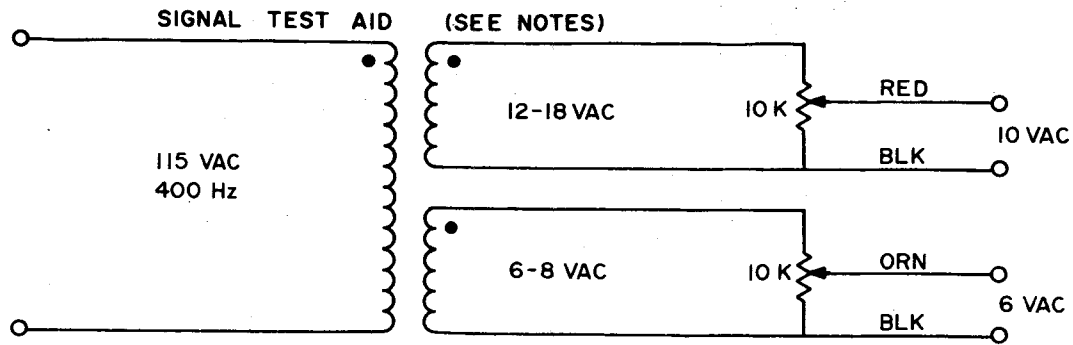 SIGNAL TEST AID (SEE NOTES)
115 VAC
400 Hz
12-18 VAC
10 K
RED
10 VAC
BLK
6-8 VAC
10 K
ORN
6 VAC
BLK